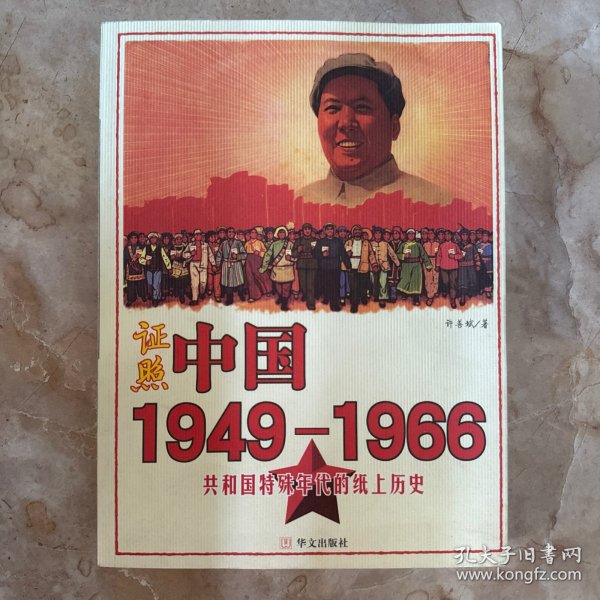 许善斌/著
证照
中国
1949-1966
共和国特殊年代的纸上历史
华文出版社
孔夫子旧书网
www.kongfz.com